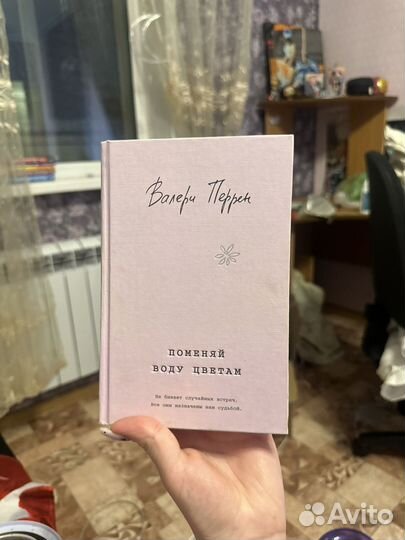 Валери Перрен
ПОМЕНЯЙ
ВОДУ ЦВЕТАМ
Не бывает случайных встреч.
Все они назначены нам судьбой.
Avito